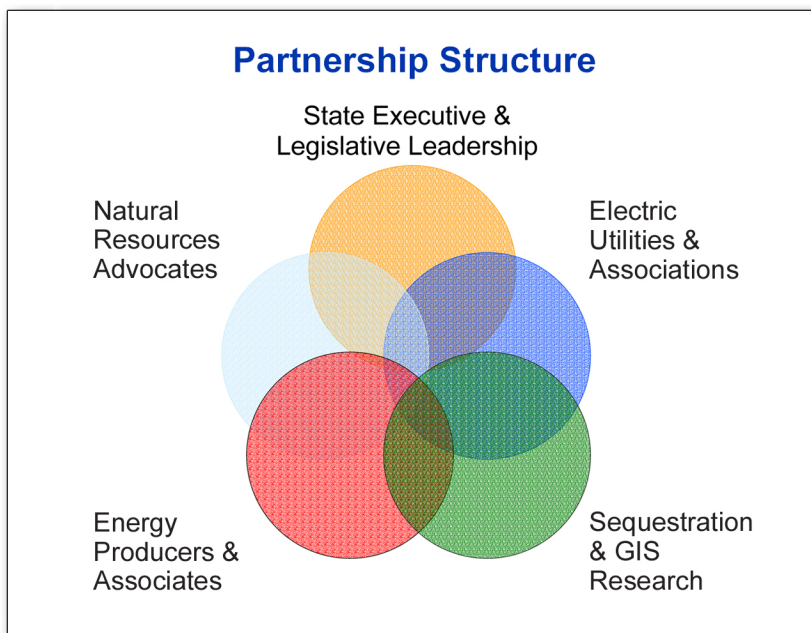 Partnership Structure
State Executive &
Legislative Leadership
Natural
Resources
Advocates
Electric
Utilities &
Associations
Energy
Producers &
Associates
Sequestration
& GIS
Research